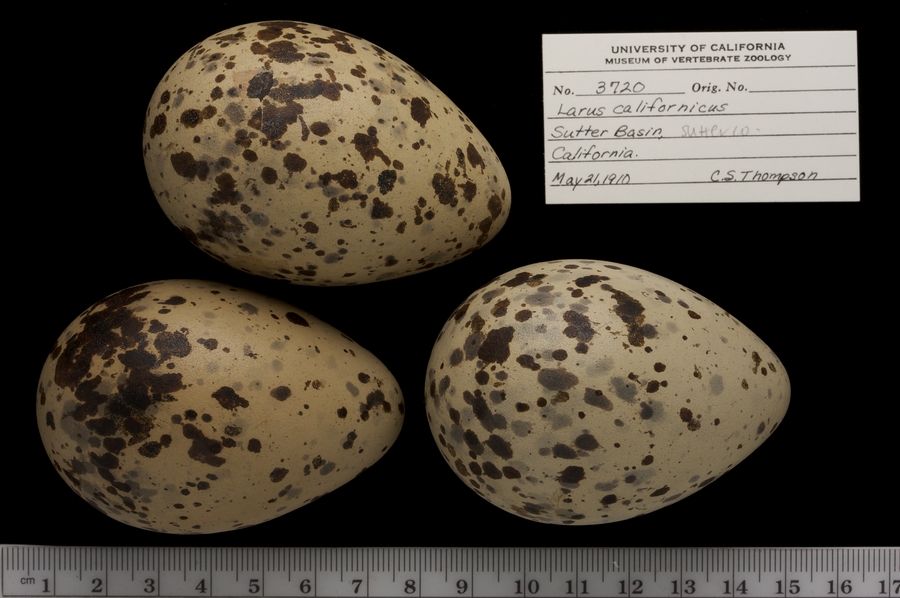 UNIVERSITY OF CALIFORNIA
MUSEUM OF VERTEBRATE ZOOLOGY
No. 3720 Orig. No.
Larus californicus
Sutter Basin,
California.
May 21, 1910 C.S. Thompson
cm 1 2 3 4 5 6 7 8 9 10 11 12 13 14 15 16 17